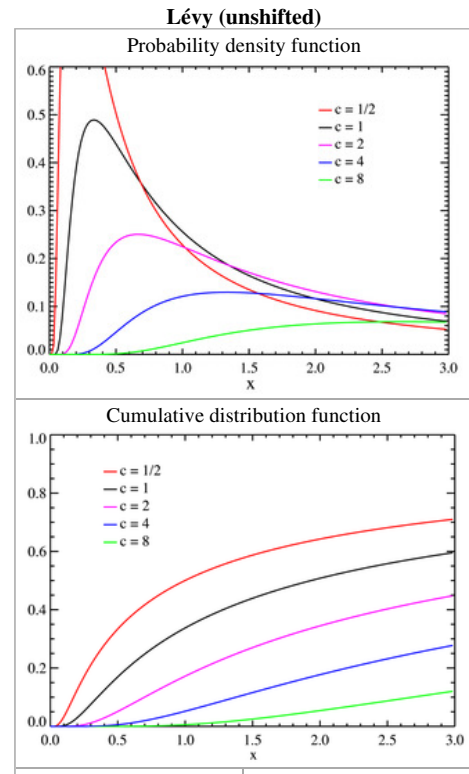 Lévy (unshifted)
Probability density function
0.6
0.5
0.4
0.3
0.2
0.1
0.0
c = 1/2
c = 1
c = 2
c = 4
c = 8
0.0 0.5 1.0 1.5 2.0 2.5 3.0
x
Cumulative distribution function
1.0
0.8
0.6
0.4
0.2
0.0
c = 1/2
c = 1
c = 2
c = 4
c = 8
0.0 0.5 1.0 1.5 2.0 2.5 3.0
x